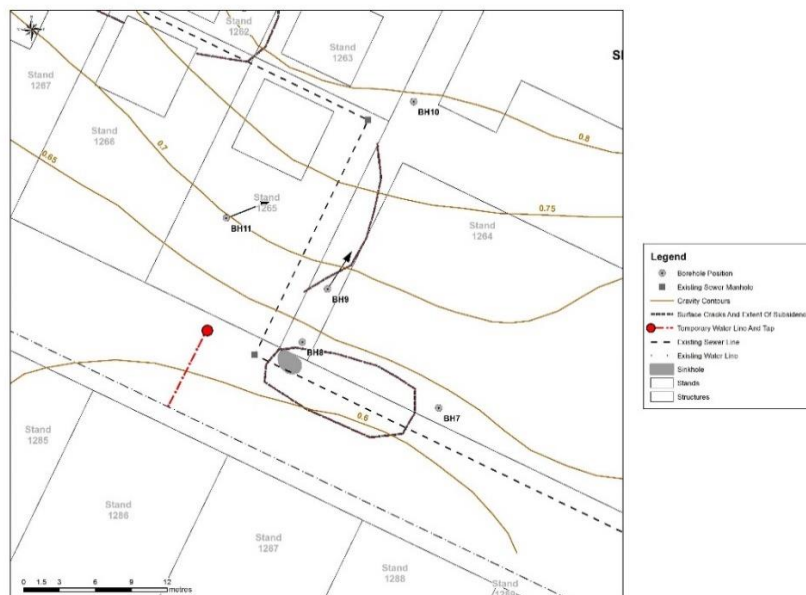 Stand
1262
Stand
1263
SI
Stand
1267
BH10
0.8
Stand
1266
0.7
0.65
Stand
1265
0.75
Stand
1264
BH11
BH9
BH8
BH7
0.6
Stand
1285
Stand
1286
Stand
1287
Stand
1288
Stand
0 1.5 3 6 9 12
metres
Legend
Borehole Position
Existing Sewer Manhole
Gravity Contours
Surface Cracks And Extent Of Subsidence
Temporary Water Line And Tap
Existing Sewer Line
Existing Water Line
Sinkhole
Stands
Structures